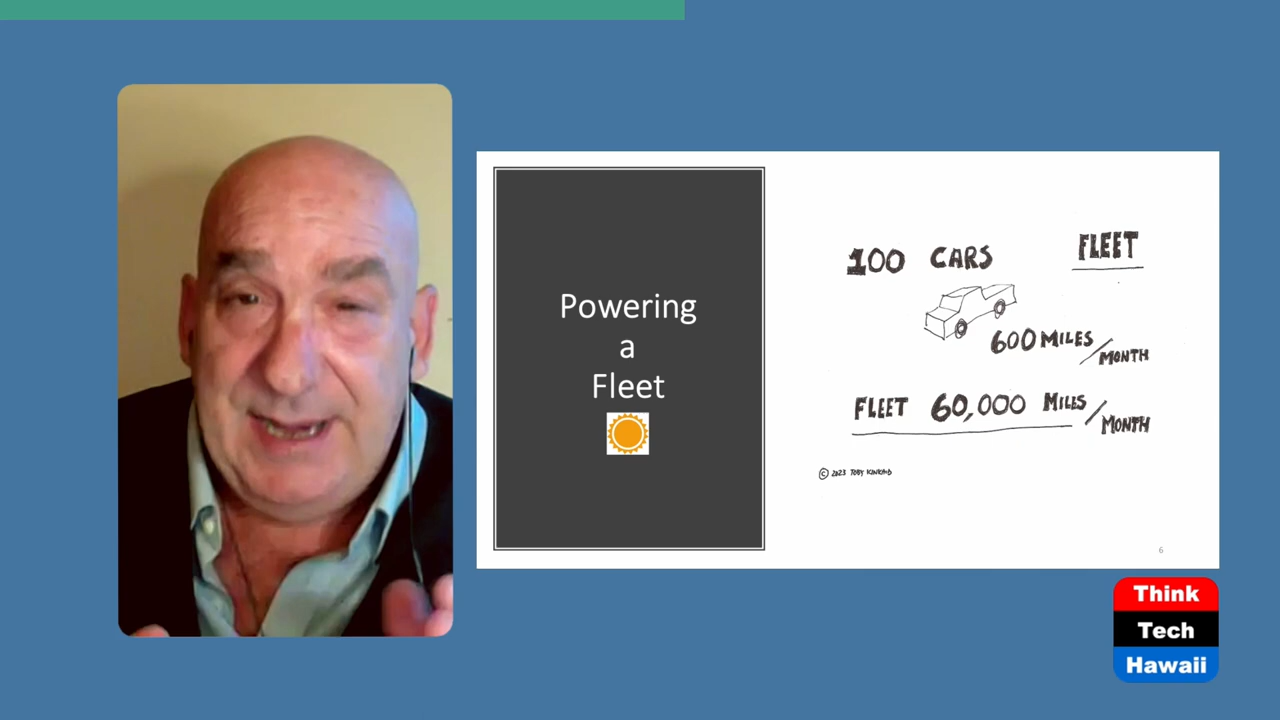 Powering
a
Fleet
100 CARS
FLEET
600 MILES/MONTH
FLEET 60,000 MILES/MONTH
© 2023 TOBY KINKAID
6
Think
Tech
Hawaii